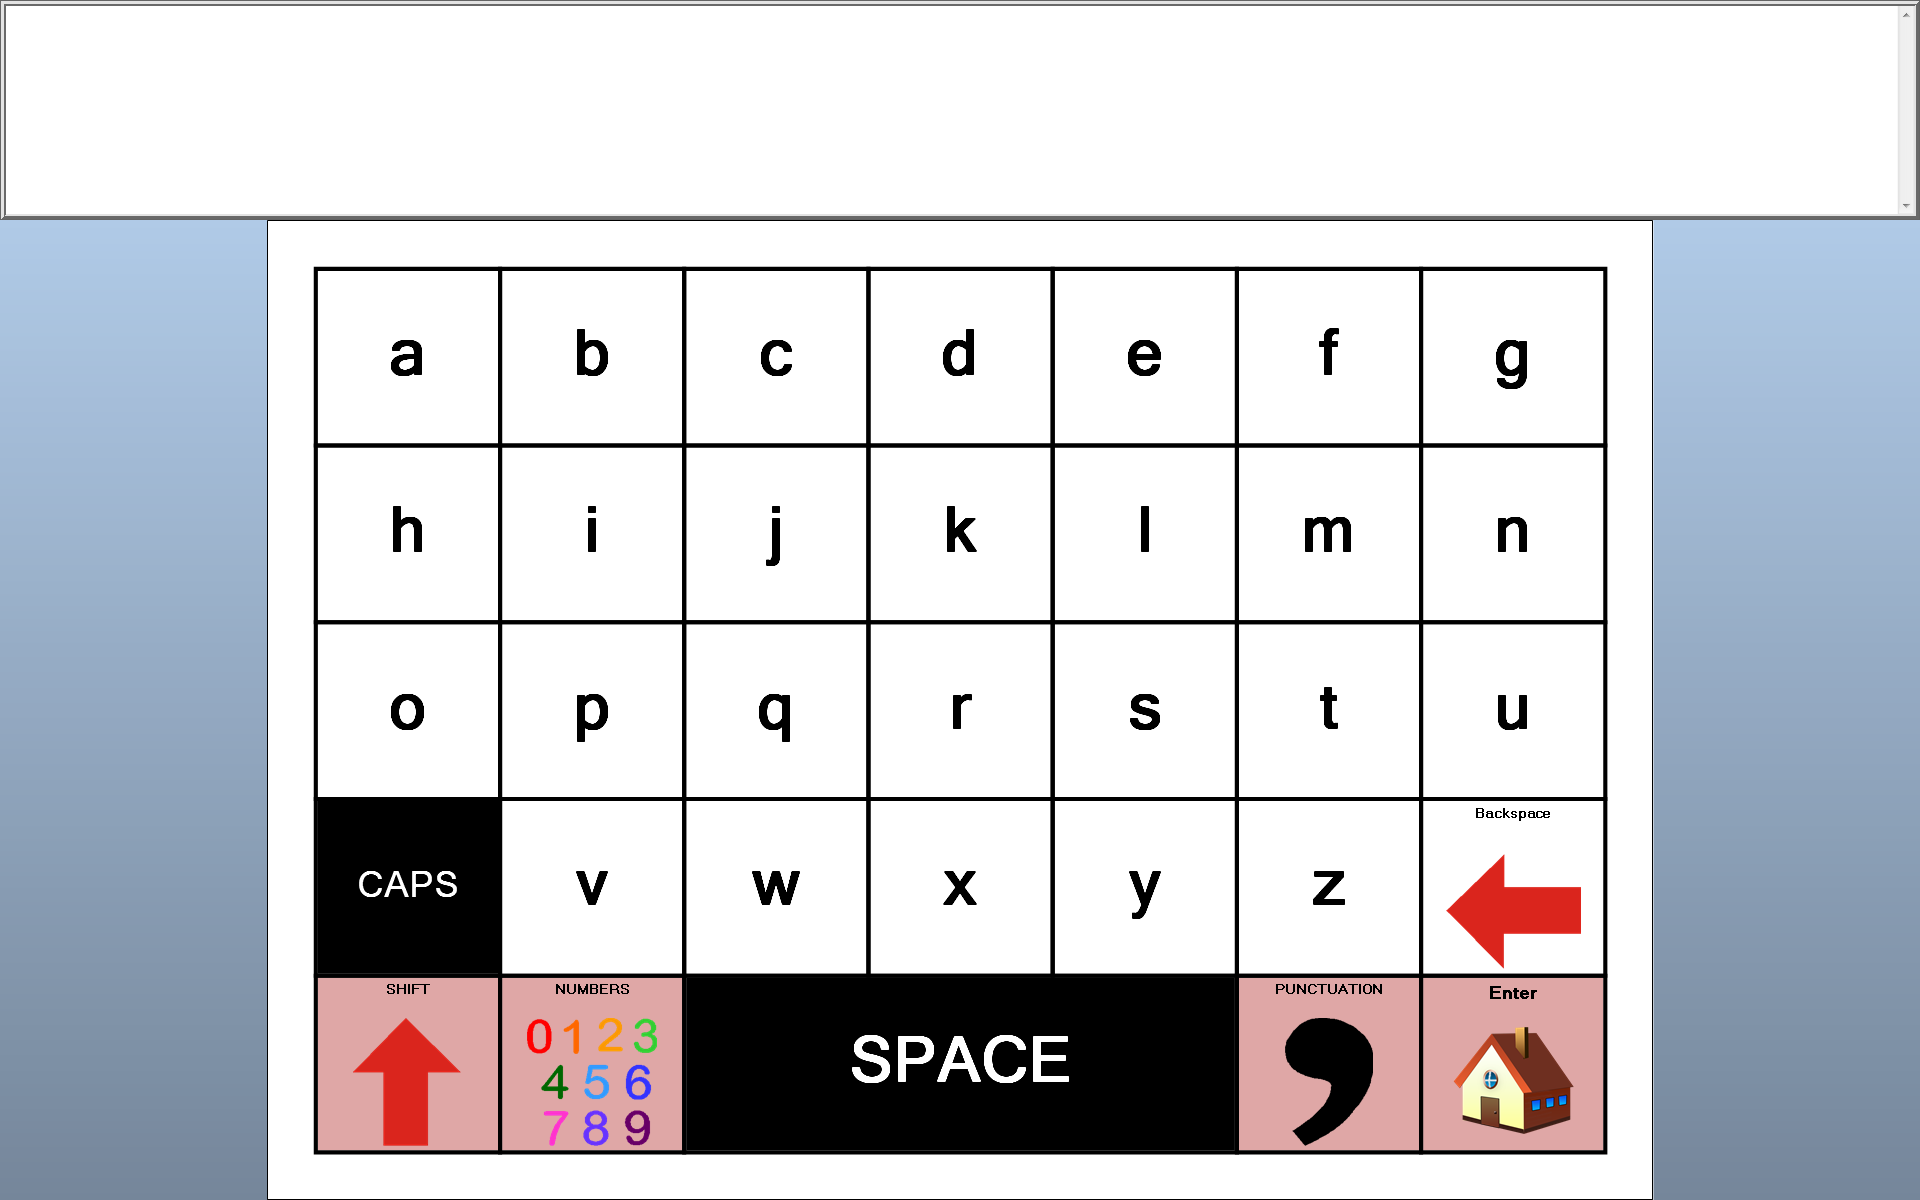 a b c d e f g
h i j k l m n
o p q r s t u
Backspace
CAPS v w x y z
SHIFT NUMBERS PUNCTUATION Enter
0 1 2 3
4 5 6
7 8 9
SPACE
,